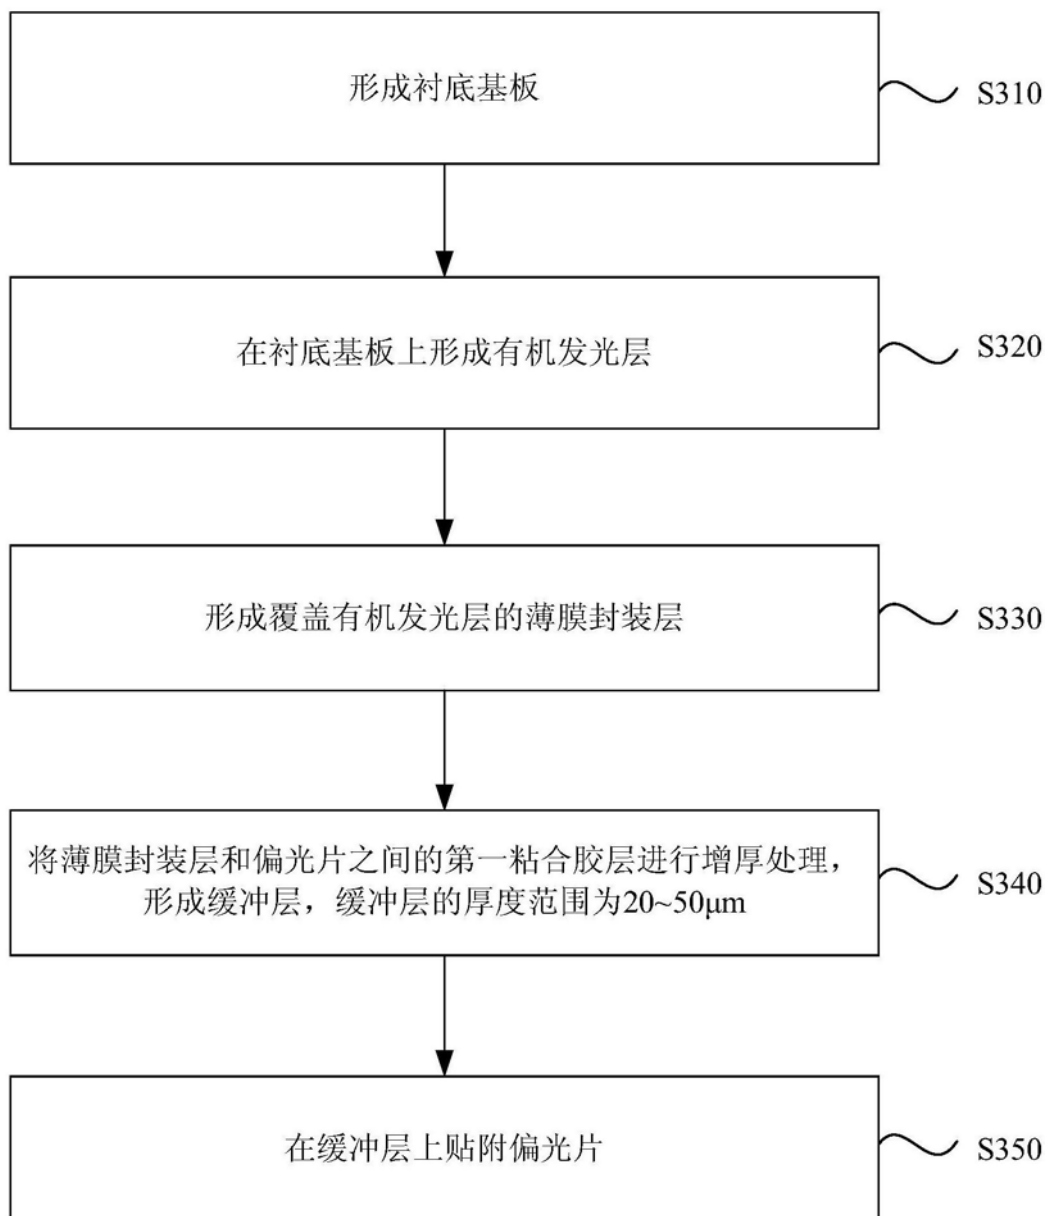 形成衬底基板
S310
在衬底基板上形成有机发光层
S320
形成覆盖有机发光层的薄膜封装层
S330
将薄膜封装层和偏光片之间的第一粘合胶层进行增厚处理，
形成缓冲层，缓冲层的厚度范围为20~50μm
S340
在缓冲层上贴附偏光片
S350